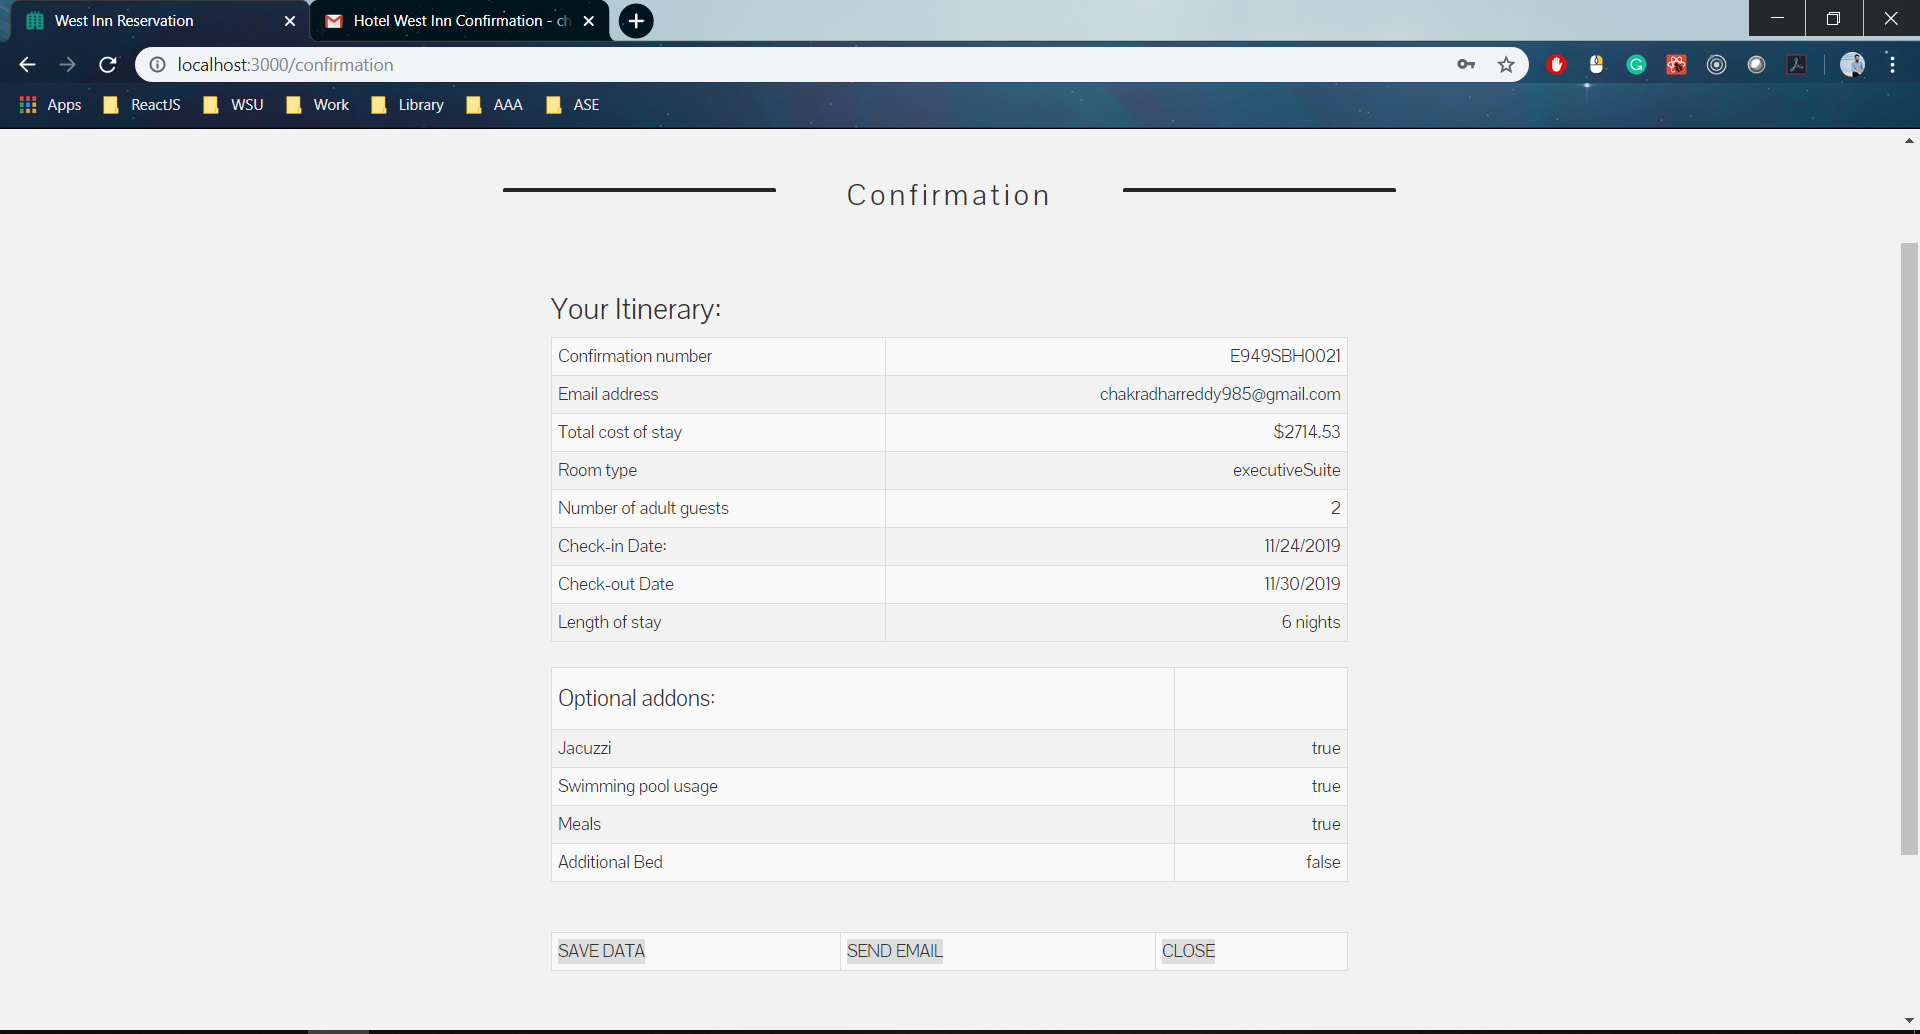 West Inn Reservation
Hotel West Inn Confirmation - ch
localhost:3000/confirmation
Apps ReactJS WSU Work Library AAA ASE
Confirmation
Your Itinerary:
Confirmation number E949SBH0021
Email address chakradharreddy985@gmail.com
Total cost of stay $2714.53
Room type executiveSuite
Number of adult guests 2
Check-in Date: 11/24/2019
Check-out Date 11/30/2019
Length of stay 6 nights
Optional addons:
Jacuzzi true
Swimming pool usage true
Meals true
Additional Bed false
SAVE DATA SEND EMAIL CLOSE